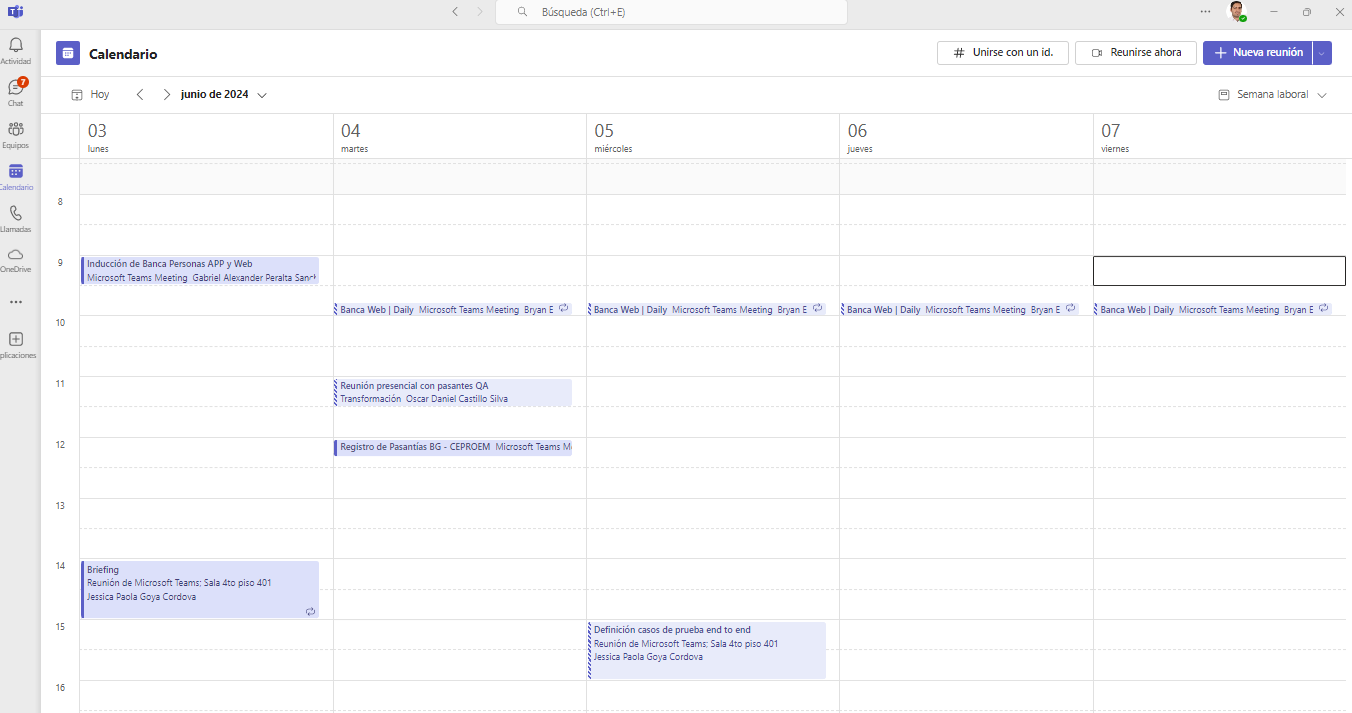 Búsqueda (Ctrl+E)
Actividad
7
Chat
Equipos
Calendario
Llamadas
OneDrive
plicaciones
Calendario
# Unirse con un id.
Reunirse ahora
Nueva reunión
Hoy
junio de 2024
Semana laboral
03
lunes
04
martes
05
miércoles
06
jueves
07
viernes
8
9
10
11
12
13
14
15
16
Inducción de Banca Personas APP y Web
Microsoft Teams Meeting Gabriel Alexander Peralta Sanc
Briefing
Reunión de Microsoft Teams; Sala 4to piso 401
Jessica Paola Goya Cordova
Banca Web | Daily Microsoft Teams Meeting Bryan E
Reunión presencial con pasantes QA
Transformación Oscar Daniel Castillo Silva
Registro de Pasantías BG - CEPROEM Microsoft Teams M
Banca Web | Daily Microsoft Teams Meeting Bryan E
Definición casos de prueba end to end
Reunión de Microsoft Teams; Sala 4to piso 401
Jessica Paola Goya Cordova
Banca Web | Daily Microsoft Teams Meeting Bryan E
Banca Web | Daily Microsoft Teams Meeting Bryan E